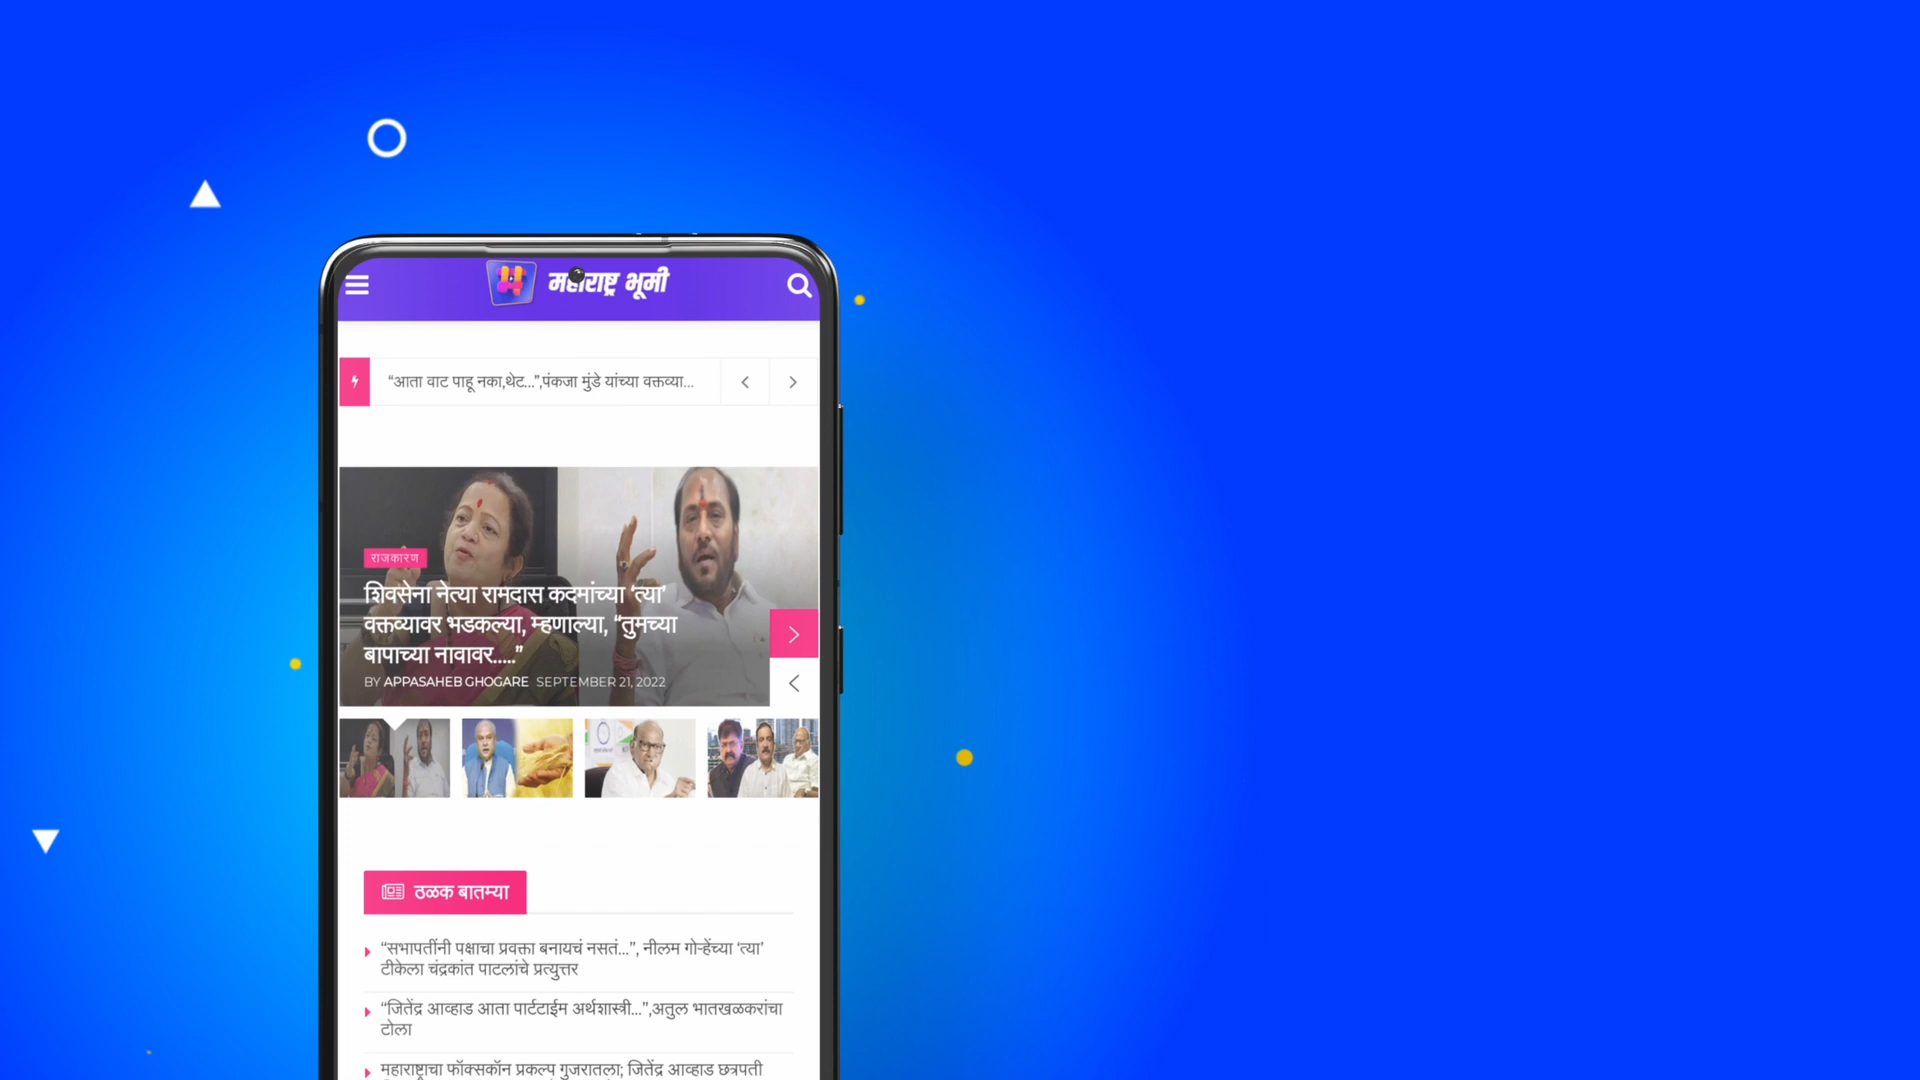 महाराष्ट्र भूमी
“आता वाट पाहू नका,थेट...”,पंकजा मुंडे यांच्या वक्तव्या...
राजकारण
शिवसेना नेत्या रामदास कदमांच्या ‘त्या’
वक्तव्यावर भडकल्या, म्हणाल्या, “तुमच्या
बापाच्या नावावर.....”
BY APPASAHEB GHOGARE SEPTEMBER 21, 2022
ठळक बातम्या
“सभापतींनी पक्षाचा प्रवक्ता बनायचं नसतं...”, नीलम गोऱ्हेंच्या ‘त्या’
टीकेला चंद्रकांत पाटलांचे प्रत्युत्तर
“जितेंद्र आव्हाड आता पार्टटाईम अर्थशास्त्री...”,अतुल भातखळकरांचा
टोला
महाराष्ट्राचा फॉक्सकॉन प्रकल्प गुजरातला; जितेंद्र आव्हाड छत्रपती